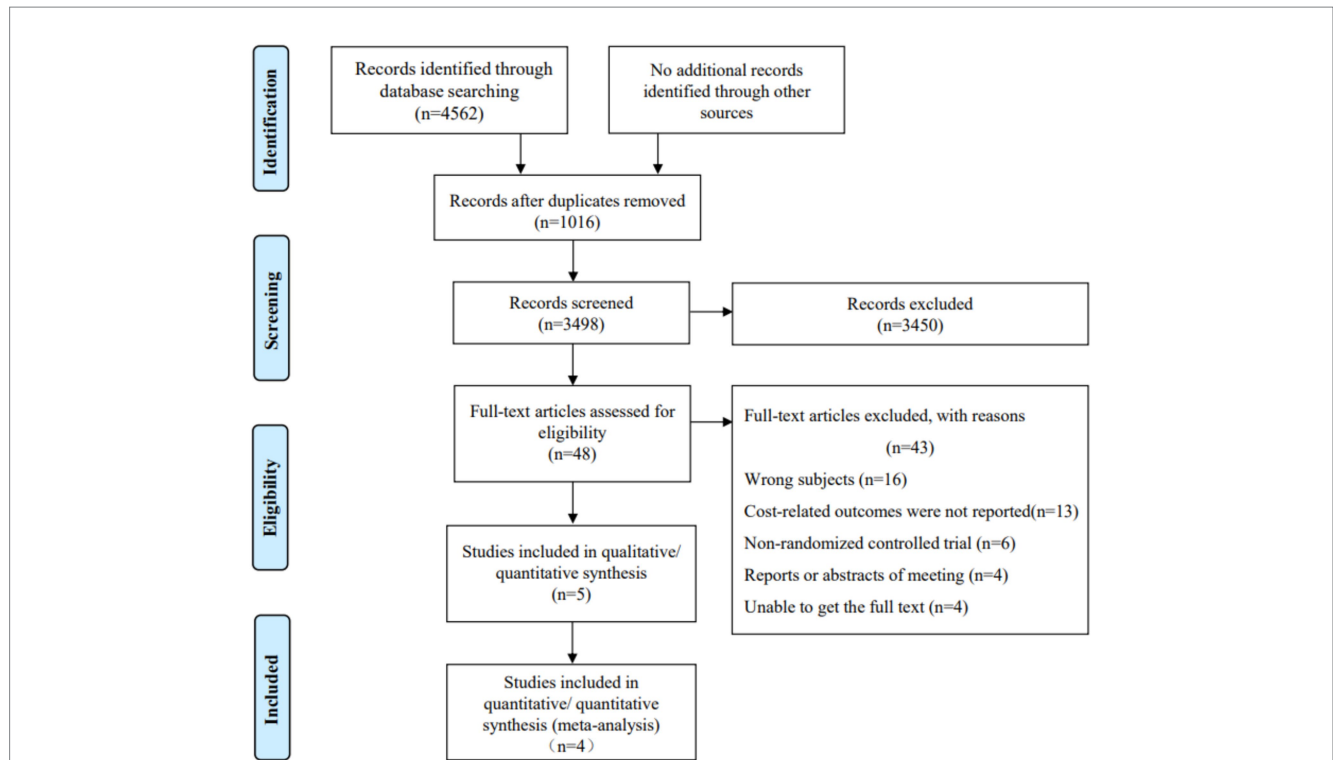 Identification
Records identified through
database searching
(n=4562)
No additional records
identified through other
sources
Records after duplicates removed
(n=1016)
Screening
Records screened
(n=3498)
Records excluded
(n=3450)
Eligibility
Full-text articles assessed for
eligibility
(n=48)
Full-text articles excluded, with reasons
(n=43)
Wrong subjects (n=16)
Cost-related outcomes were not reported(n=13)
Non-randomized controlled trial (n=6)
Reports or abstracts of meeting (n=4)
Unable to get the full text (n=4)
Studies included in qualitative/
quantitative synthesis
(n=5)
Included
Studies included in
quantitative/ quantitative
synthesis (meta-analysis)
（n=4）